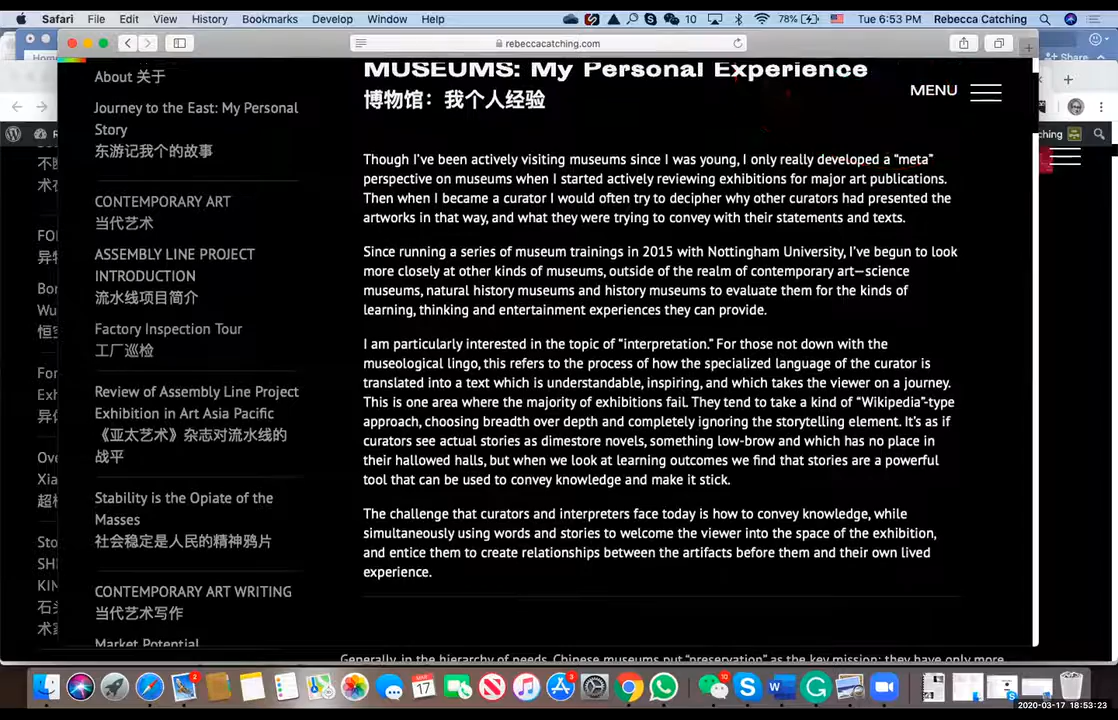 Safari File Edit View History Bookmarks Develop Window Help 10 78% Tue 6:53 PM Rebecca Catching
rebeccacatching.com
Share
About 关于
Journey to the East: My Personal
Story
东游记我个的故事
CONTEMPORARY ART
当代艺术
ASSEMBLY LINE PROJECT
INTRODUCTION
流水线项目简介
Factory Inspection Tour
工厂巡检
Review of Assembly Line Project
Exhibition in Art Asia Pacific
《亚太艺术》杂志对流水线的
战平
Stability is the Opiate of the
Masses
社会稳定是人民的精神鸦片
CONTEMPORARY ART WRITING
当代艺术写作
Market Potential
MUSEUMS: My Personal Experience
博物馆：我个人经验
MENU
Though I've been actively visiting museums since I was young, I only really developed a “meta”
perspective on museums when I started actively reviewing exhibitions for major art publications.
Then when I became a curator I would often try to decipher why other curators had presented the
artworks in that way, and what they were trying to convey with their statements and texts.
Since running a series of museum trainings in 2015 with Nottingham University, I've begun to look
more closely at other kinds of museums, outside of the realm of contemporary art—science
museums, natural history museums and history museums to evaluate them for the kinds of
learning, thinking and entertainment experiences they can provide.
I am particularly interested in the topic of “interpretation.” For those not down with the
museological lingo, this refers to the process of how the specialized language of the curator is
translated into a text which is understandable, inspiring, and which takes the viewer on a journey.
This is one area where the majority of exhibitions fail. They tend to take a kind of “Wikipedia”-type
approach, choosing breadth over depth and completely ignoring the storytelling element. It's as if
curators see actual stories as dimestore novels, something low-brow and which has no place in
their hallowed halls, but when we look at learning outcomes we find that stories are a powerful
tool that can be used to convey knowledge and make it stick.
The challenge that curators and interpreters face today is how to convey knowledge, while
simultaneously using words and stories to welcome the viewer into the space of the exhibition,
and entice them to create relationships between the artifacts before them and their own lived
experience.
Generally, in the hierarchy of needs, Chinese museums put “preservation” as the key mission; they have only more
2020-03-17 18:53:23